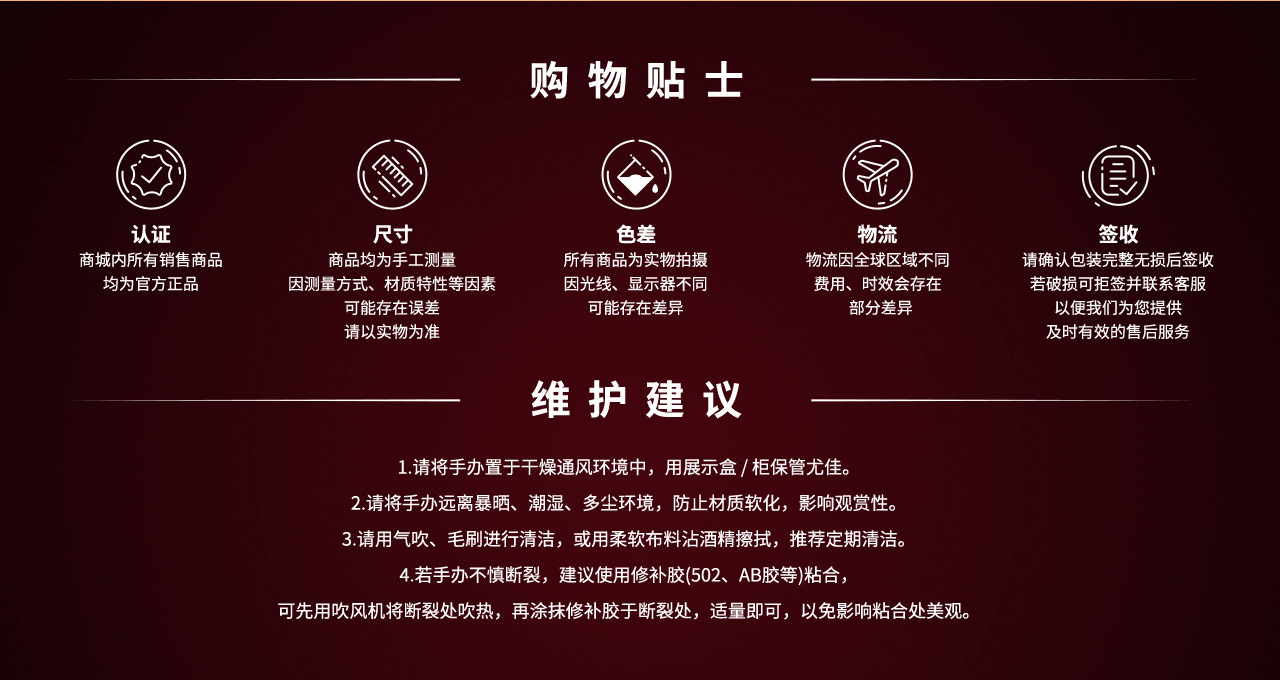 购物贴士
认证
商城内所有销售商品
均为官方正品
尺寸
商品均为手工测量
因测量方式、材质特性等因素
可能存在误差
请以实物为准
色差
所有商品为实物拍摄
因光线、显示器不同
可能存在差异
物流
物流因全球区域不同
费用、时效会存在
部分差异
签收
请确认包装完整无损后签收
若破损可拒签并联系客服
以便我们为您提供
及时有效的售后服务
维护建议
1.请将手办置于干燥通风环境中，用展示盒 / 柜保管尤佳。
2.请将手办远离暴晒、潮湿、多尘环境，防止材质软化，影响观赏性。
3.请用气吹、毛刷进行清洁，或用柔软布料沾酒精擦拭，推荐定期清洁。
4.若手办不慎断裂，建议使用修补胶(502、AB胶等)粘合，
可先用吹风机将断裂处吹热，再涂抹修补胶于断裂处，适量即可，以免影响粘合处美观。